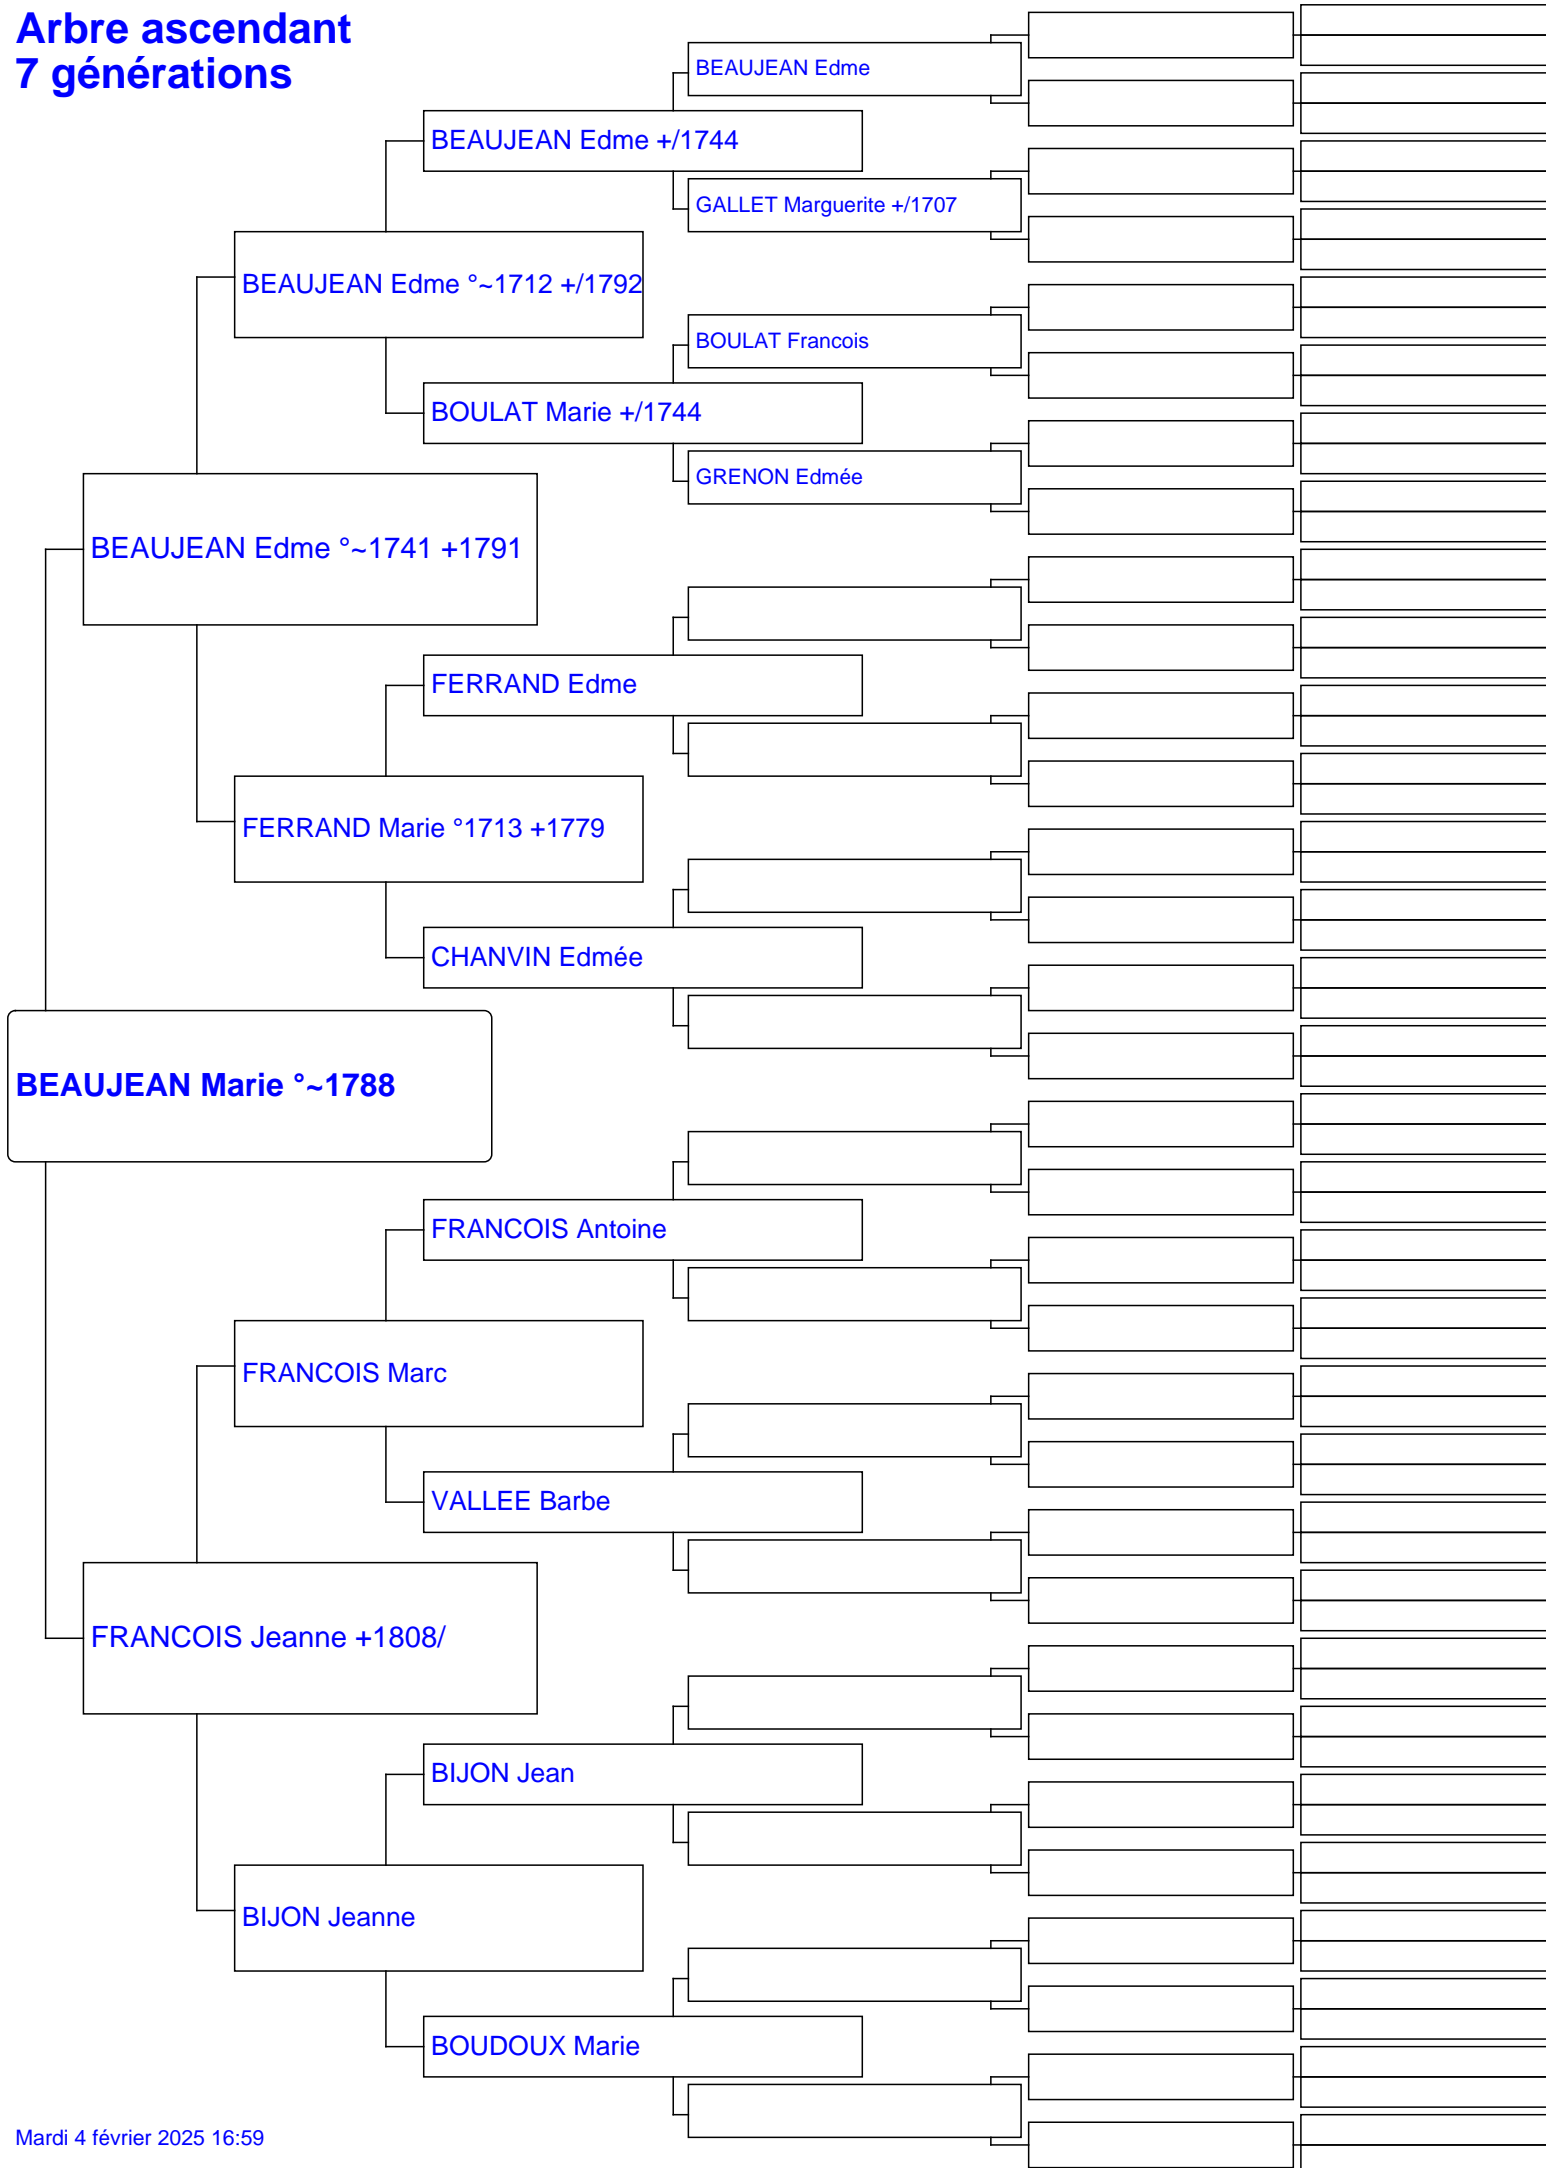 Arbre ascendant
7 générations
BEAUJEAN Edme
BEAUJEAN Edme +/1744
GALLET Marguerite +/1707
BEAUJEAN Edme °~1712 +/1792
BOULAT Francois
BOULAT Marie +/1744
GRENON Edmée
BEAUJEAN Edme °~1741 +1791
FERRAND Edme
FERRAND Marie °1713 +1779
CHANVIN Edmée
BEAUJEAN Marie °~1788
FRANCOIS Antoine
FRANCOIS Marc
VALLEE Barbe
FRANCOIS Jeanne +1808/
BIJON Jean
BIJON Jeanne
BOUDOUX Marie
Mardi 4 février 2025 16:59